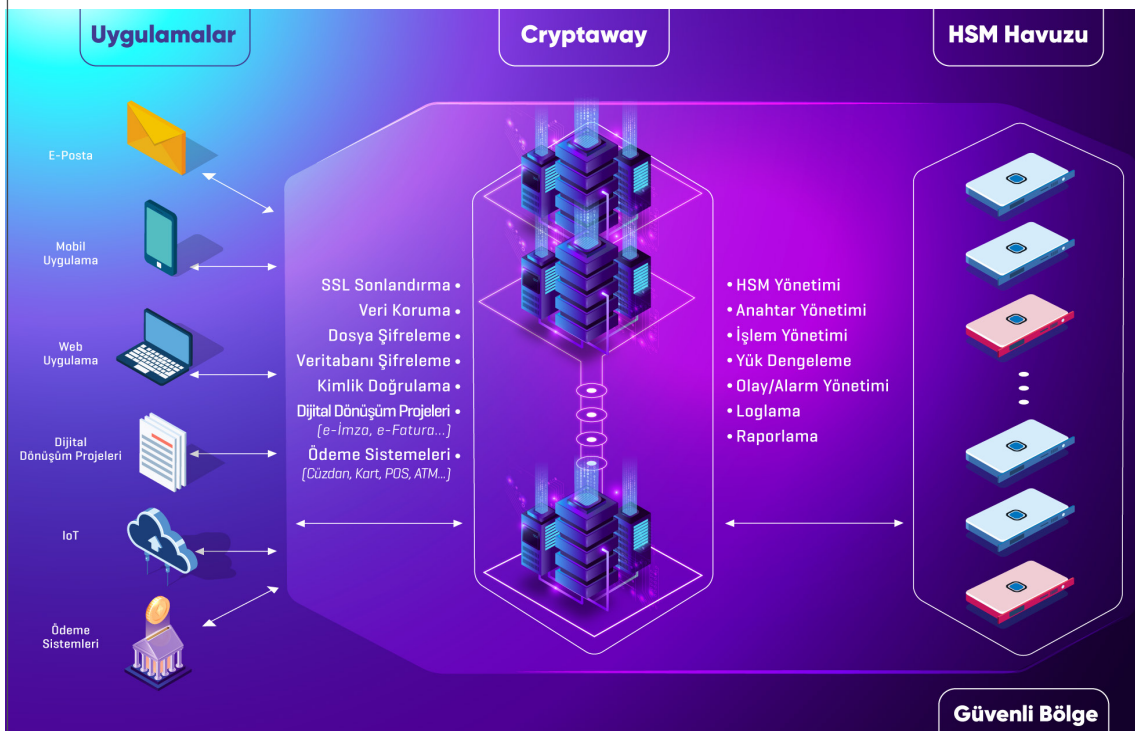 Uygulamalar
Cryptaway
HSM Havuzu
E-Posta
Mobil
Uygulama
Web
Uygulama
Dijital
Dönüşüm Projeleri
IoT
Ödeme
Sistemleri
SSL Sonlandırma •
Veri Koruma •
Dosya Şifreleme •
Veritabanı Şifreleme •
Kimlik Doğrulama •
Dijital Dönüşüm Projeleri •
(e-İmza, e-Fatura...)
Ödeme Sistemeleri •
(Cüzdan, Kart, POS, ATM...)
• HSM Yönetimi
• Anahtar Yönetimi
• İşlem Yönetimi
• Yük Dengeleme
• Olay/Alarm Yönetimi
• Loglama
• Raporlama
Güvenli Bölge